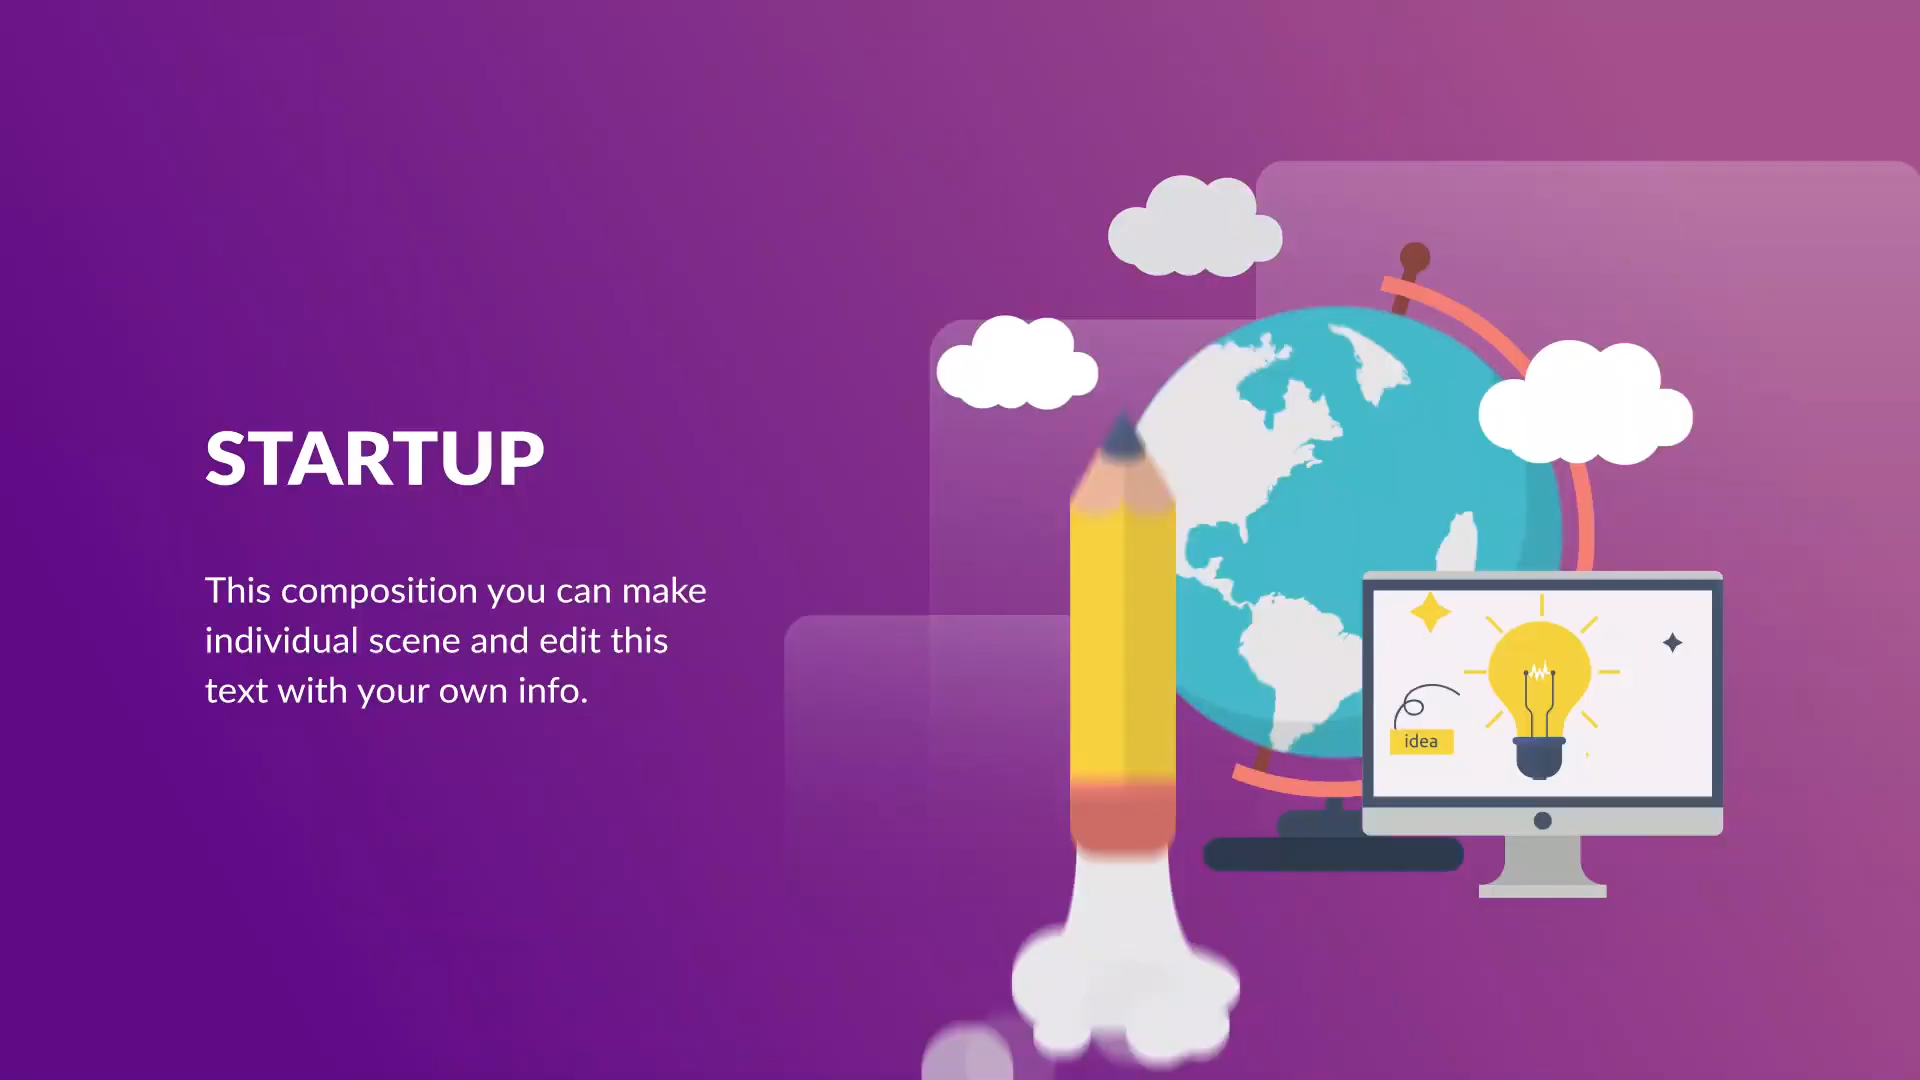 STARTUP
This composition you can make
individual scene and edit this
text with your own info.
idea